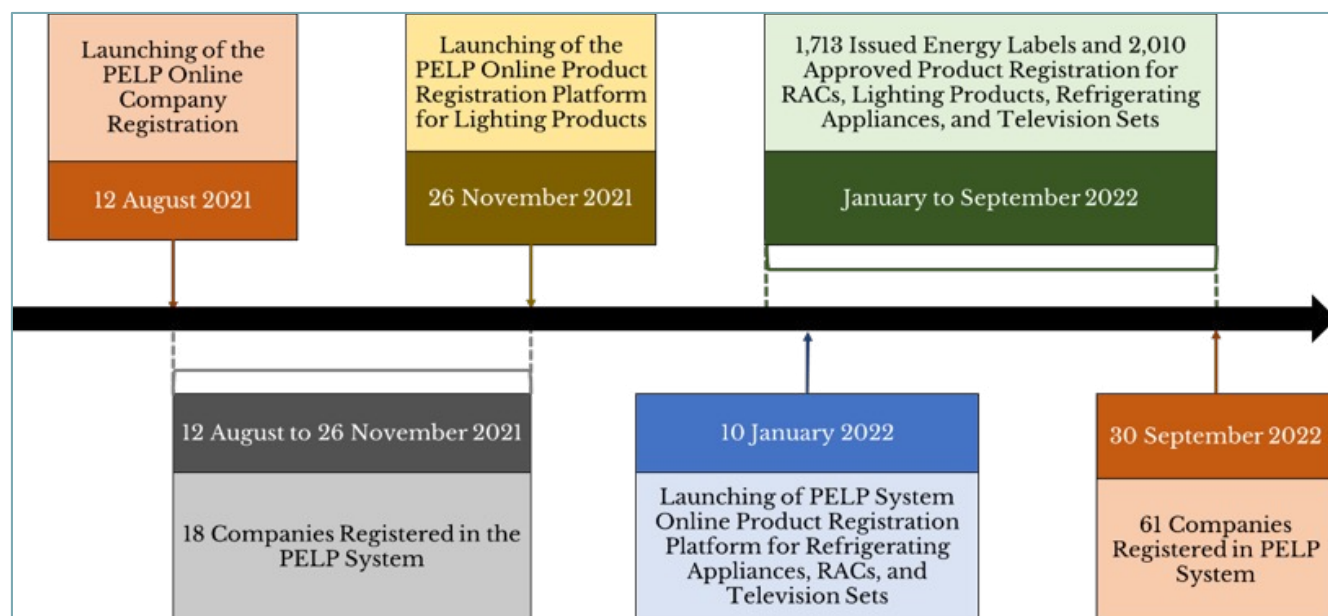 Launching of the
PELP Online
Company
Registration
12 August 2021
Launching of the
PELP Online Product
Registration Platform
for Lighting Products
26 November 2021
1,713 Issued Energy Labels and 2,010
Approved Product Registration for
RACs, Lighting Products, Refrigerating
Appliances, and Television Sets
January to September 2022
12 August to 26 November 2021
18 Companies Registered in the
PELP System
10 January 2022
Launching of PELP System
Online Product Registration
Platform for Refrigerating
Appliances, RACs, and
Television Sets
30 September 2022
61 Companies
Registered in PELP
System